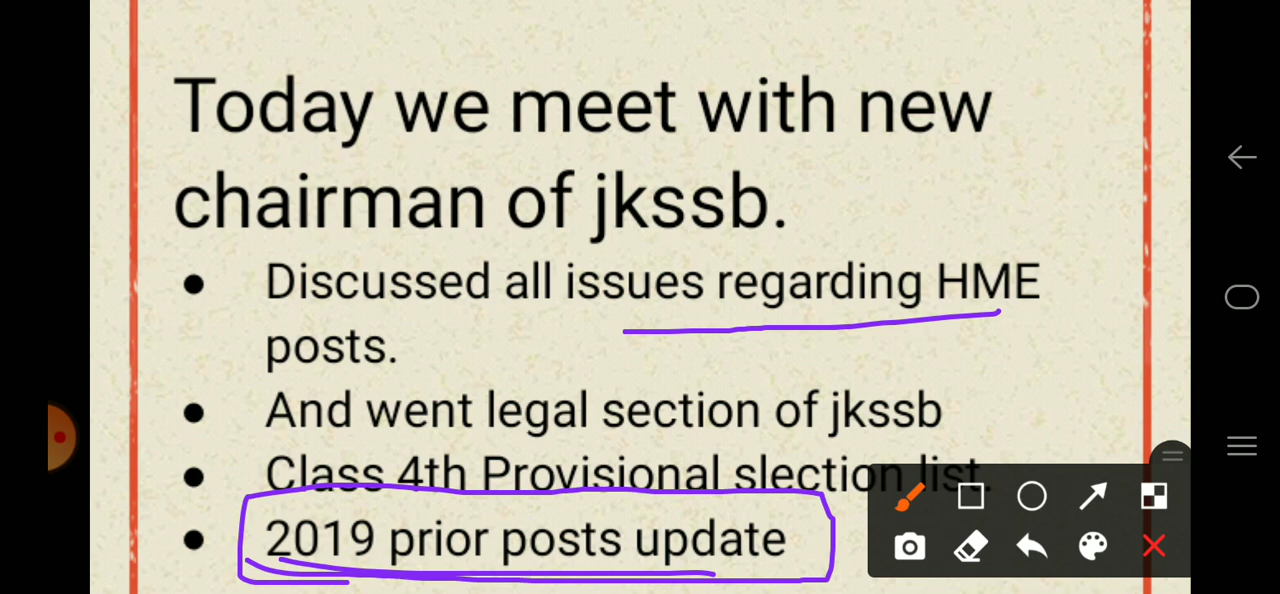 Today we meet with new
chairman of jkssb.
● Discussed all issues regarding HME
posts.
● And went legal section of jkssb
● Class 4th Provisional slection list.
● 2019 prior posts update